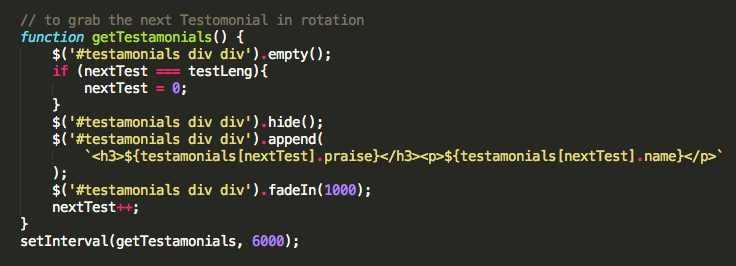 // to grab the next Testomonial in rotation
function getTestamonials() {
    $('#testamonials div div').empty();
    if (nextTest === testLeng){
        nextTest = 0;
    }
    $('#testamonials div div').hide();
    $('#testamonials div div').append(
        `<h3>${testamonials[nextTest].praise}</h3><p>${testamonials[nextTest].name}</p>`
    );
    $('#testamonials div div').fadeIn(1000);
    nextTest++;
}
setInterval(getTestamonials, 6000);